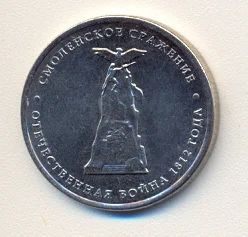 СМОЛЕНСКОЕ СРАЖЕНИЕ
ОТЕЧЕСТВЕННАЯ ВОЙНА 1812 ГОДА